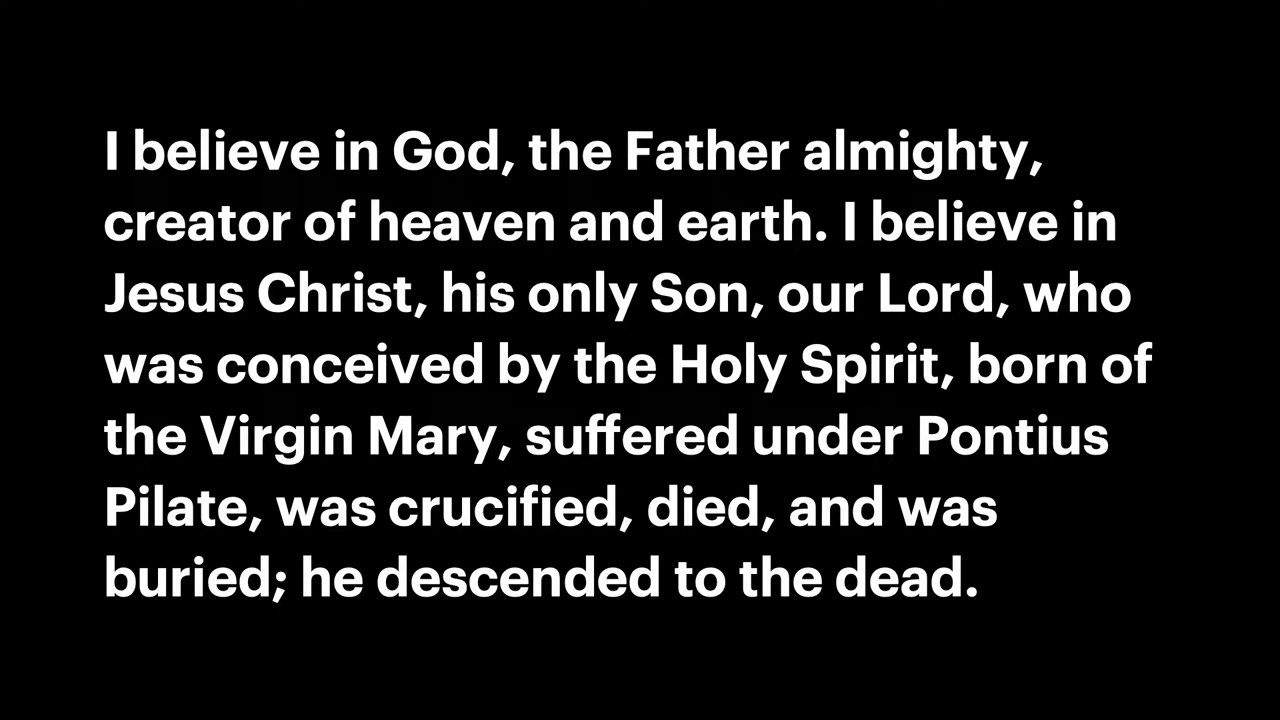 I believe in God, the Father almighty,
creator of heaven and earth. I believe in
Jesus Christ, his only Son, our Lord, who
was conceived by the Holy Spirit, born of
the Virgin Mary, suffered under Pontius
Pilate, was crucified, died, and was
buried; he descended to the dead.